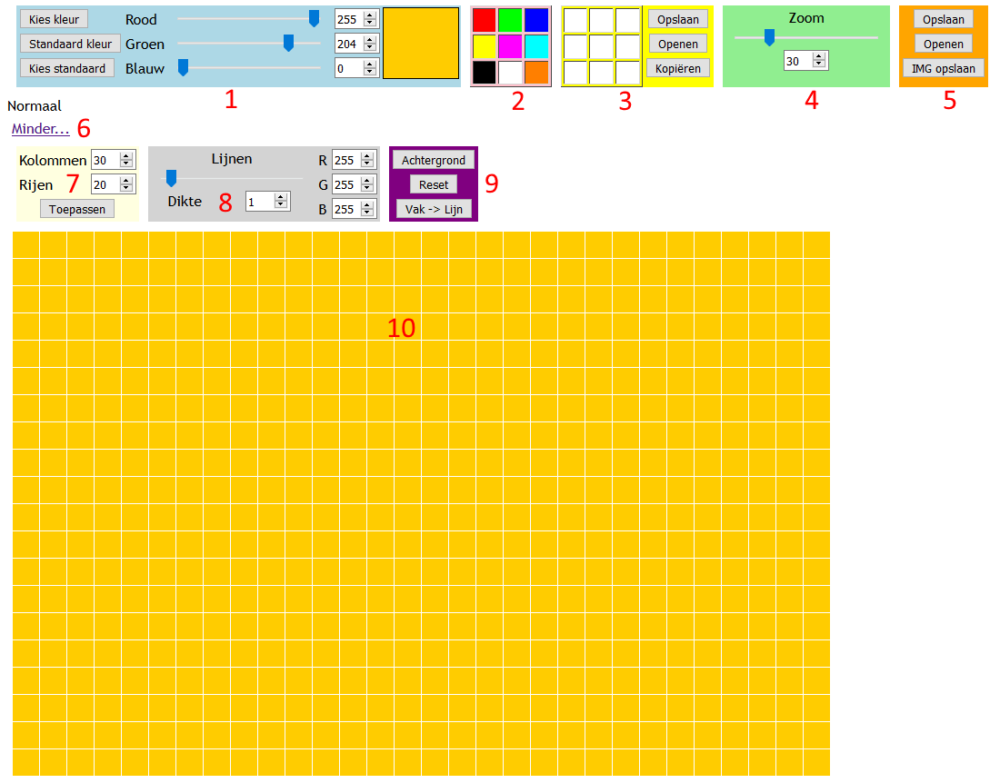 Kies kleur Rood 255
Standaard kleur Groen 204
Kies standaard Blauw 0
Opslaan
Openen
Kopiëren
Zoom
30
Opslaan
Openen
IMG opslaan
1 2 3 4 5
Normaal
Minder... 6
Kolommen 30
Rijen 7 20
Toepassen
Lijnen
Dikte 8 1
R 255
G 255
B 255
Achtergrond
Reset
Vak -> Lijn
9
10